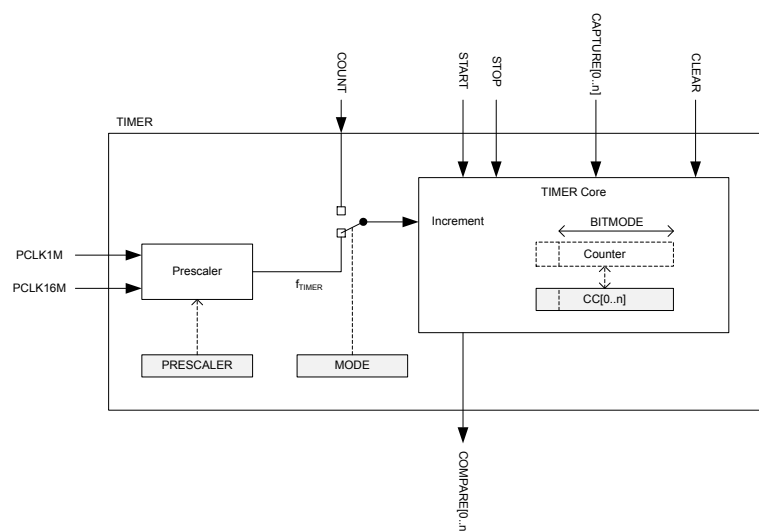 COUNT
START
STOP
CAPTURE[0..n]
CLEAR
TIMER
TIMER Core
Increment
BITMODE
PCLK1M
Prescaler
Counter
PCLK16M
fTIMER
CC[0..n]
PRESCALER
MODE
COMPARE[0..n